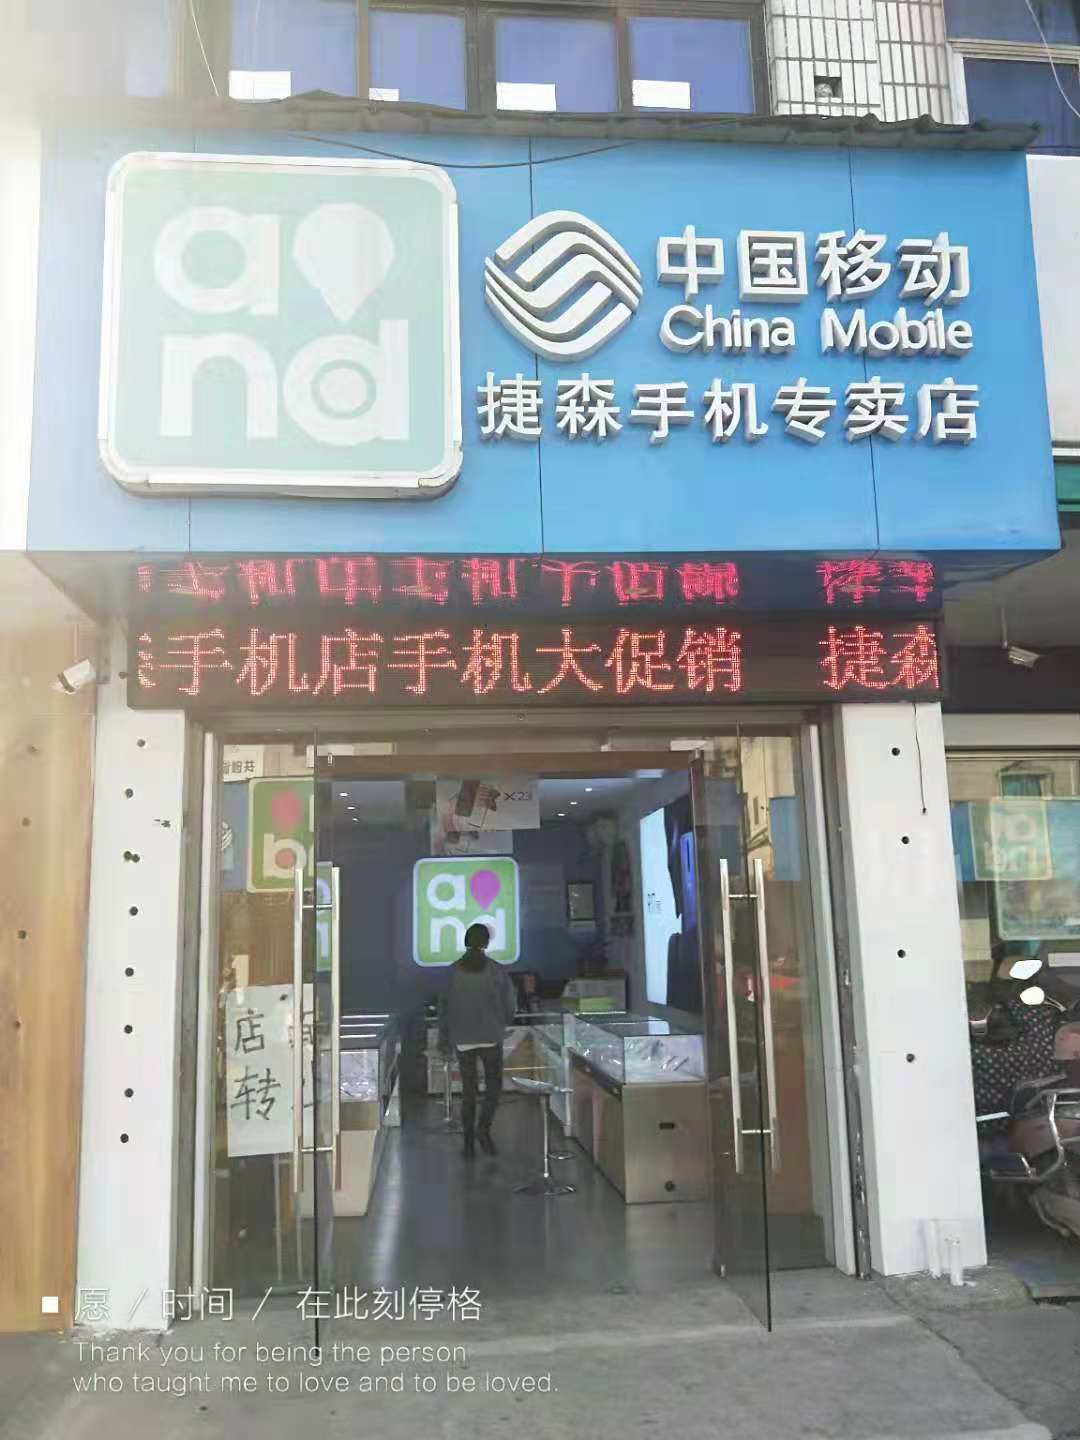 and
中国移动
China Mobile
捷森手机专卖店
森手机店手机大促销 捷森
X23
and
店
转
愿 / 时间 / 在此刻停格
Thank you for being the person
who taught me to love and to be loved.